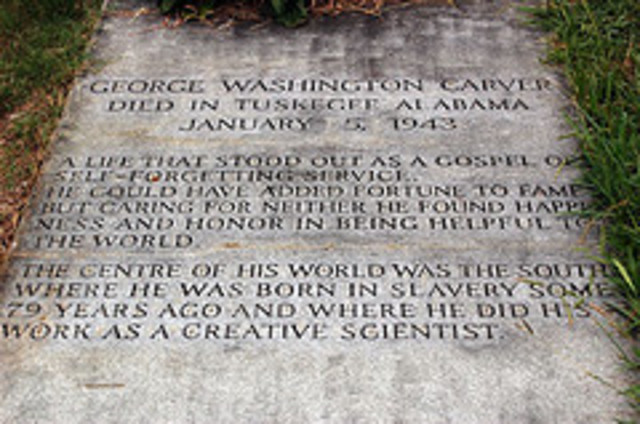 GEORGE WASHINGTON CARVER
DIED IN TUSKEGEE ALABAMA
JANUARY 5, 1943
A LIFE THAT STOOD OUT AS A GOSPEL OF
SELF-FORGETTING SERVICE.
HE COULD HAVE ADDED FORTUNE TO FAME
BUT CARING FOR NEITHER HE FOUND HAPPI
NESS AND HONOR IN BEING HELPFUL TO
THE WORLD
THE CENTRE OF HIS WORLD WAS THE SOUTH
WHERE HE WAS BORN IN SLAVERY SOME
79 YEARS AGO AND WHERE HE DID HIS
WORK AS A CREATIVE SCIENTIST.